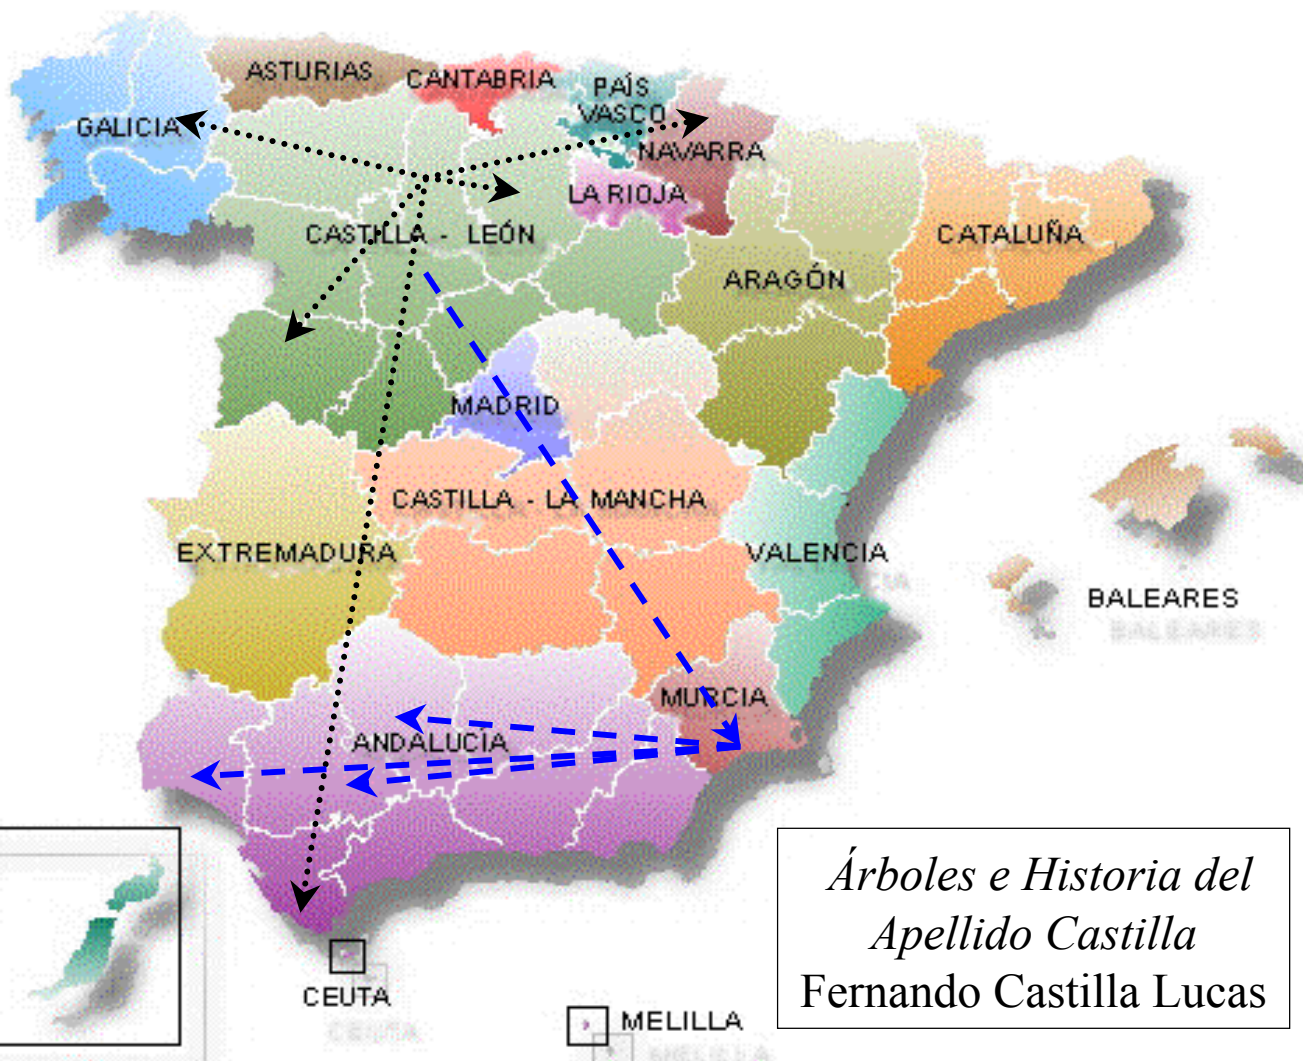 ASTURIAS
CANTABRIA
PAÍS
VASCO
GALICIA
NAVARRA
LA RIOJA
CASTILLA - LEÓN
CATALUÑA
ARAGÓN
MADRID
CASTILLA - LA MANCHA
EXTREMADURA
VALENCIA
BALEARES
MURCIA
ANDALUCÍA
CEUTA
MELILLA
Árboles e Historia del
Apellido Castilla
Fernando Castilla Lucas